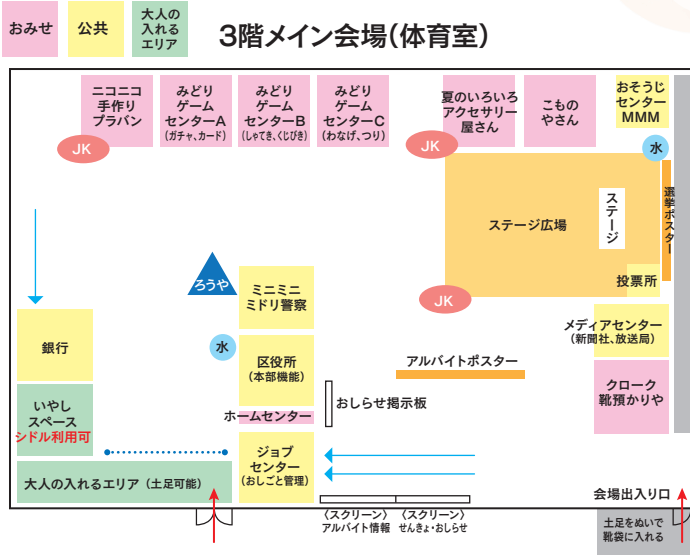 おみせ
公共
大人の
入れる
エリア
3階メイン会場(体育室)
ニコニコ
手作り
プラバン
みどり
ゲーム
センターA
(ガチャ、カード)
みどり
ゲーム
センターB
(しゃてき、くじびき)
みどり
ゲーム
センターC
(わなげ、つり)
夏のいろいろ
アクセサリー
屋さん
こもの
やさん
おそうじ
センター
MMM
JK
JK
水
選挙ポスター
ステージ広場
ステージ
投票所
JK
ろうや
ミニミニ
ミドリ警察
銀行
水
区役所
(本部機能)
アルバイトポスター
メディアセンター
(新聞社、放送局)
いやし
スペース
シドル利用可
ホームセンター
おしらせ掲示板
クローク
靴預かりや
ジョブ
センター
(おしごと管理)
大人の入れるエリア(土足可能)
〈スクリーン〉
アルバイト情報
〈スクリーン〉
せんきょ・おしらせ
会場出入り口
土足をぬいで
靴袋に入れる